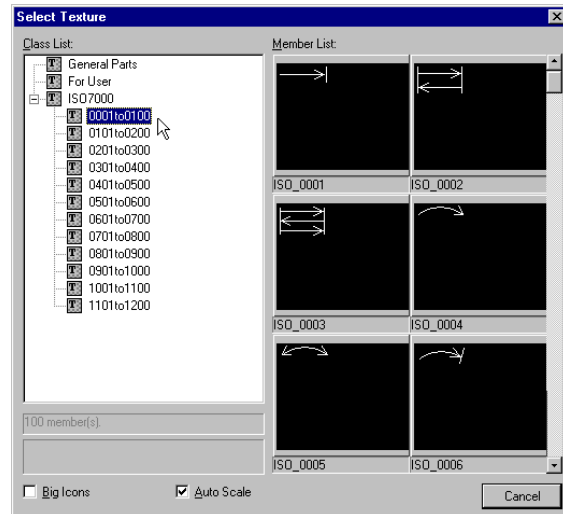 Select Texture
Class List:
Member List:
General Parts
For User
ISO7000
0001to0100
0101to0200
0201to0300
0301to0400
0401to0500
0501to0600
0601to0700
0701to0800
0801to0900
0901to1000
1001to1100
1101to1200
100 member(s).
ISO_0001
ISO_0002
ISO_0003
ISO_0004
ISO_0005
ISO_0006
Big Icons
Auto Scale
Cancel